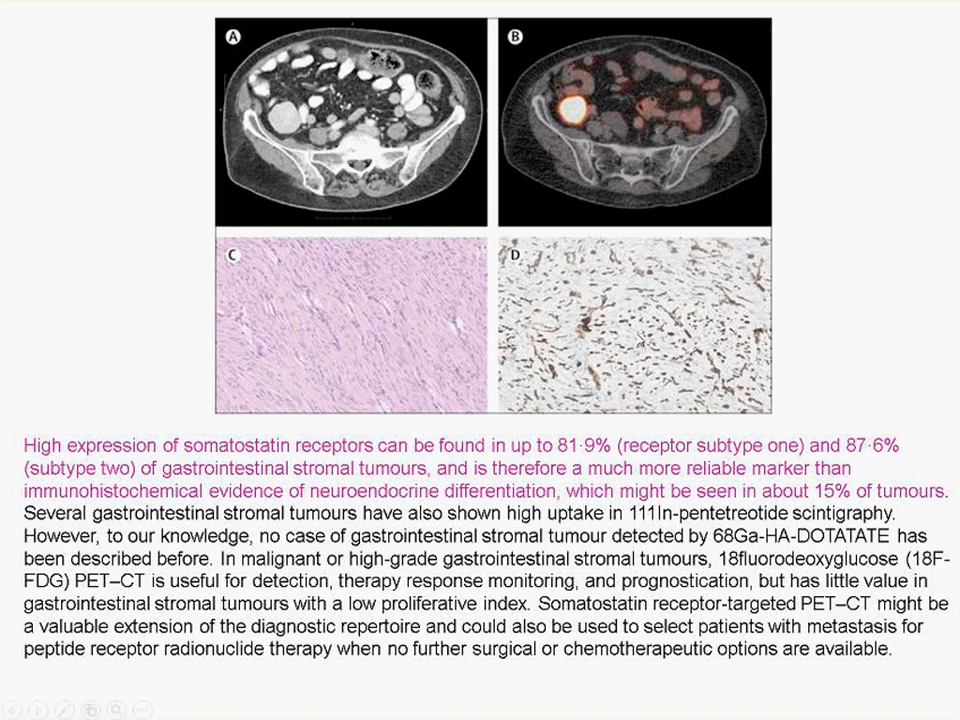 A
B
C
D
High expression of somatostatin receptors can be found in up to 81·9% (receptor subtype one) and 87·6%
(subtype two) of gastrointestinal stromal tumours, and is therefore a much more reliable marker than
immunohistochemical evidence of neuroendocrine differentiation, which might be seen in about 15% of tumours.
Several gastrointestinal stromal tumours have also shown high uptake in 111In-pentetreotide scintigraphy.
However, to our knowledge, no case of gastrointestinal stromal tumour detected by 68Ga-HA-DOTATATE has
been described before. In malignant or high-grade gastrointestinal stromal tumours, 18fluorodeoxyglucose (18F-
FDG) PET–CT is useful for detection, therapy response monitoring, and prognostication, but has little value in
gastrointestinal stromal tumours with a low proliferative index. Somatostatin receptor-targeted PET–CT might be
a valuable extension of the diagnostic repertoire and could also be used to select patients with metastasis for
peptide receptor radionuclide therapy when no further surgical or chemotherapeutic options are available.